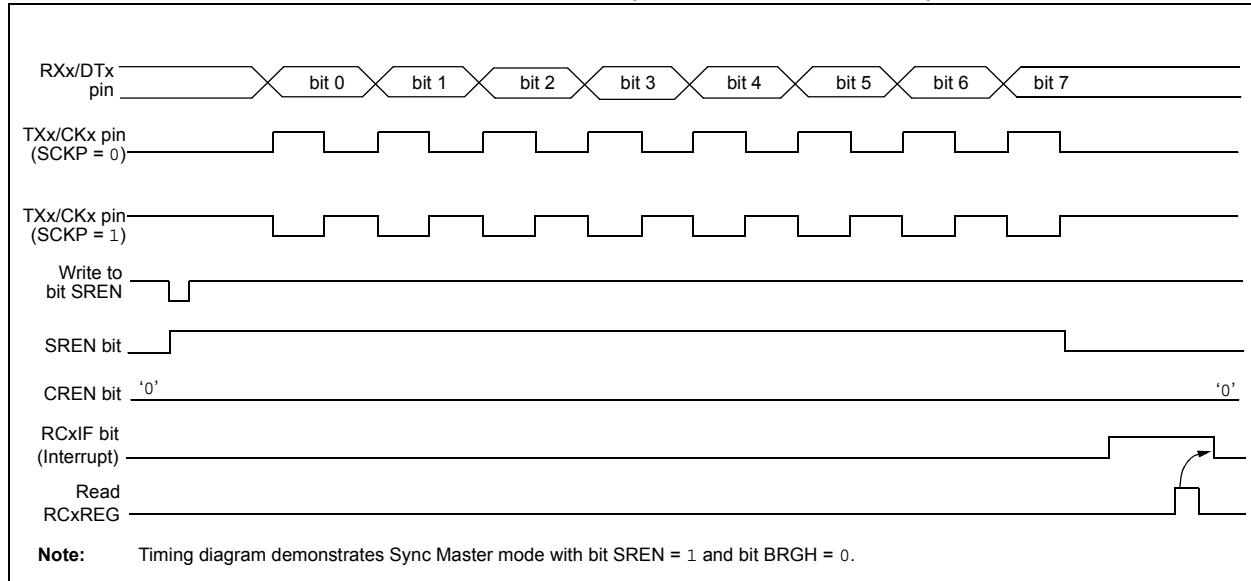 RXx/DTx
pin
bit 0 bit 1 bit 2 bit 3 bit 4 bit 5 bit 6 bit 7
TXx/CKx pin
(SCKP = 0)
TXx/CKx pin
(SCKP = 1)
Write to
bit SREN
SREN bit
CREN bit ‘0’ ‘0’
RCxIF bit
(Interrupt)
Read
RCxREG
Note: Timing diagram demonstrates Sync Master mode with bit SREN = 1 and bit BRGH = 0.